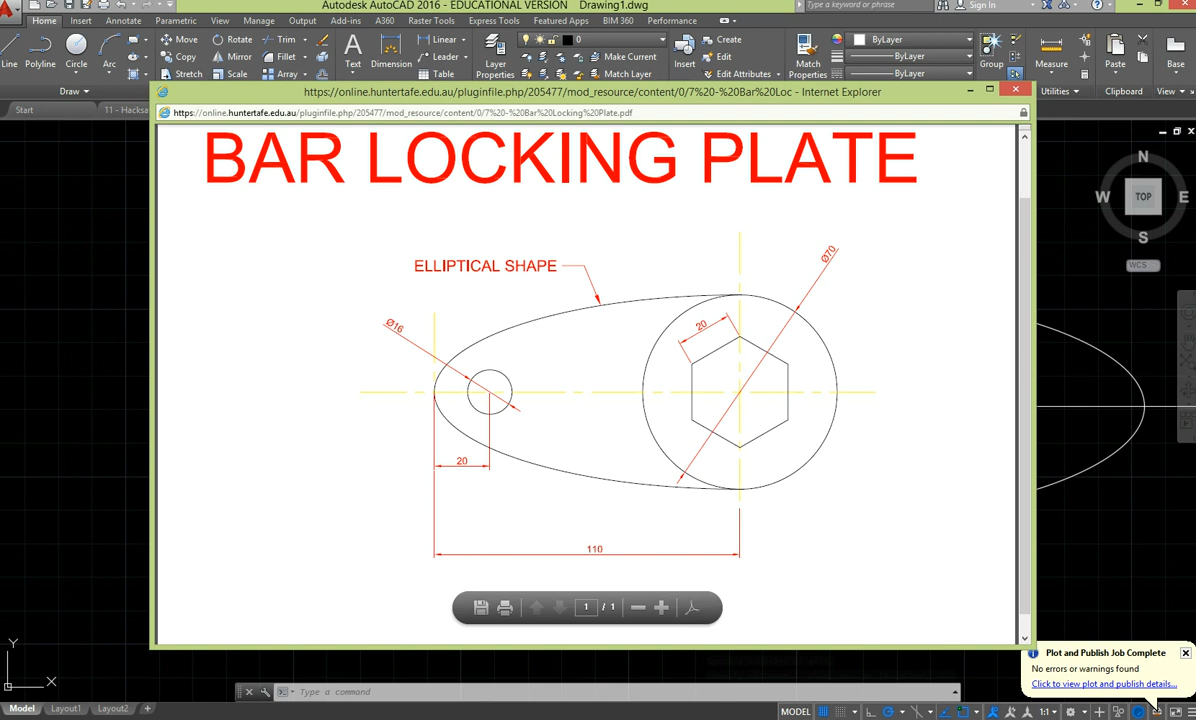 Autodesk AutoCAD 2016 - EDUCATIONAL VERSION Drawing1.dwg
Type a keyword or phrase
Sign In
Home Insert Annotate Parametric View Manage Output Add-ins A360 Express Tools Featured Apps BIM 360 Performance
Raster Tools
Line Polyline Circle Arc
Move Rotate Trim
Copy Mirror Fillet
Stretch Scale Array
Text Dimension
Linear
Leader
Table
Layer
Properties
0
Make Current
Match Layer
Insert
Create
Edit
Edit Attributes
Match
Properties
ByLayer
ByLayer
ByLayer
Group
Measure
Paste
Base
Draw
Utilities
Clipboard
View
Start
11 - Hacks
https://online.huntertafe.edu.au/pluginfile.php/205477/mod_resource/content/0/7%20-%20Bar%20Loc - Internet Explorer
https://online.huntertafe.edu.au/pluginfile.php/205477/mod_resource/content/0/7%20-%20Bar%20Locking%20Plate.pdf
BAR LOCKING PLATE
ELLIPTICAL SHAPE
Ø70
20
Ø16
20
110
1 / 1
N
W TOP E
S
WCS
Y
X
Plot and Publish Job Complete
No errors or warnings found
Click to view plot and publish details...
Type a command
Model Layout1 Layout2 +
MODEL
1:1